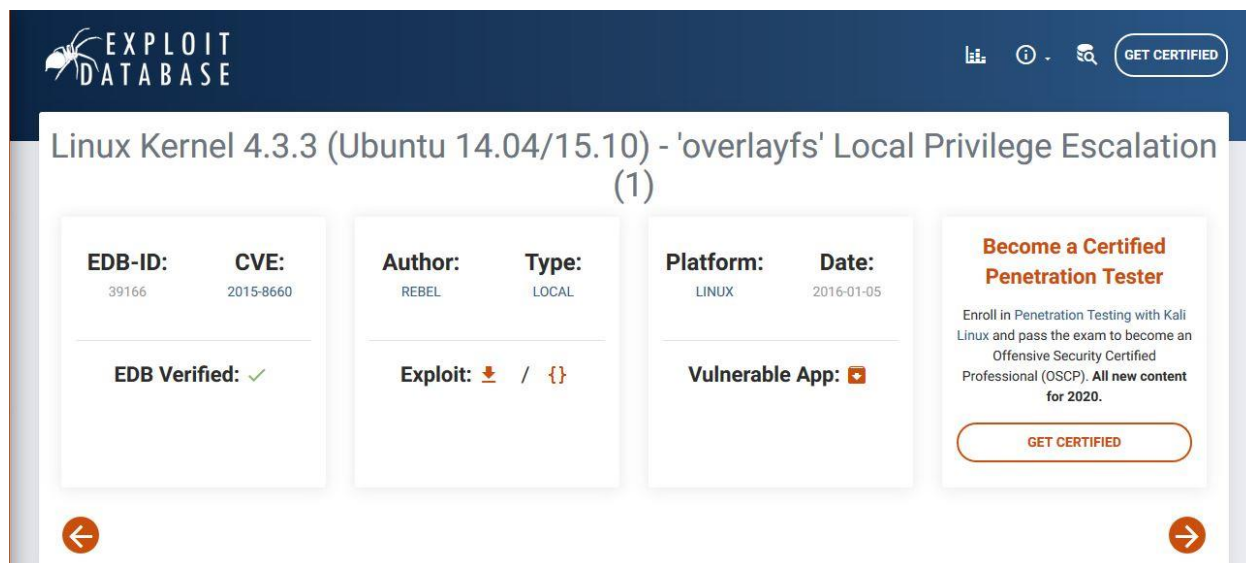 EXPLOIT
DATABASE
GET CERTIFIED
Linux Kernel 4.3.3 (Ubuntu 14.04/15.10) - 'overlayfs' Local Privilege Escalation
(1)
EDB-ID:
39166
CVE:
2015-8660
EDB Verified:
Author:
REBEL
Type:
LOCAL
Exploit: / {}
Platform:
LINUX
Date:
2016-01-05
Vulnerable App:
Become a Certified
Penetration Tester
Enroll in Penetration Testing with Kali
Linux and pass the exam to become an
Offensive Security Certified
Professional (OSCP). All new content
for 2020.
GET CERTIFIED